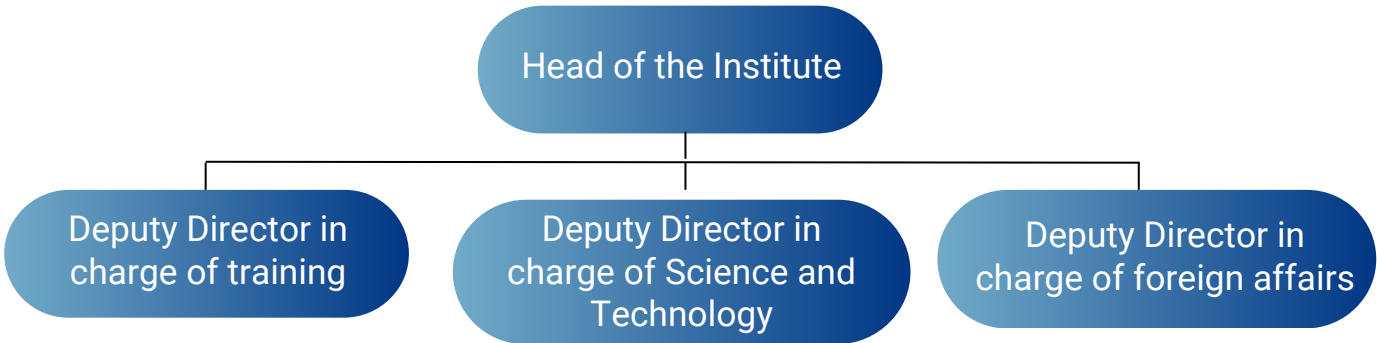 Head of the Institute
Deputy Director in
charge of training
Deputy Director in
charge of Science and
Technology
Deputy Director in
charge of foreign affairs